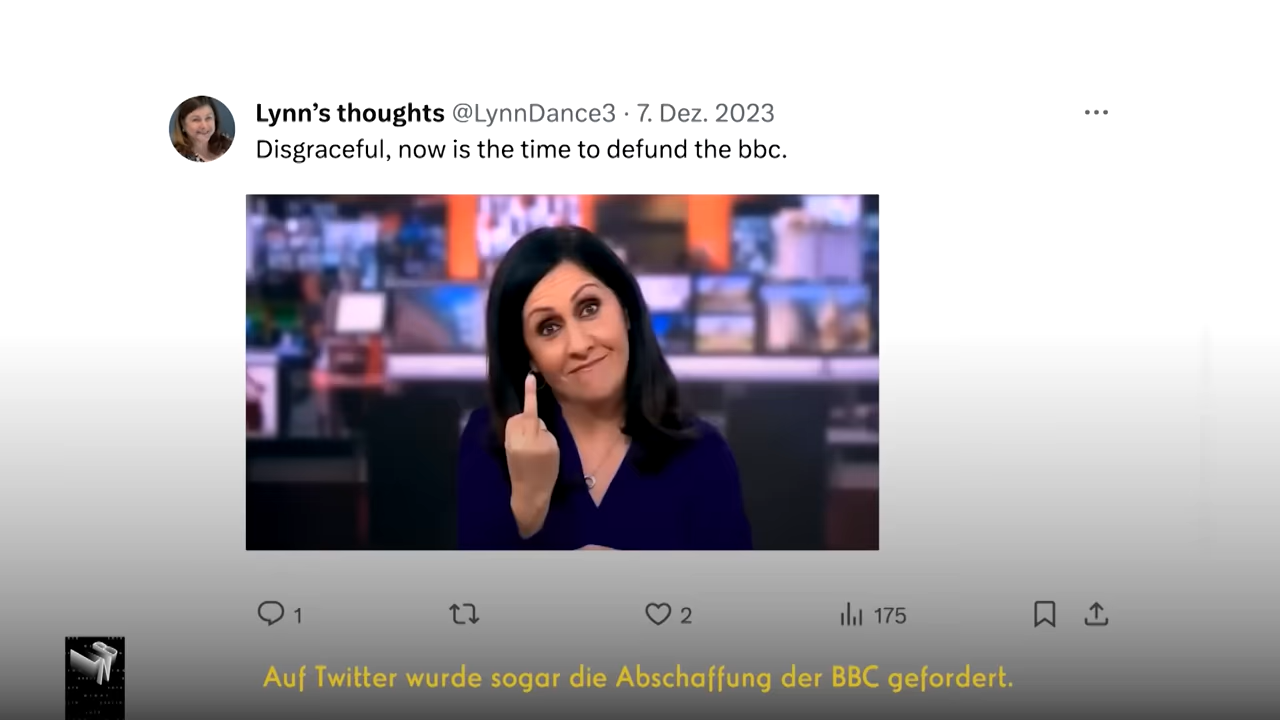 Lynn’s thoughts @LynnDance3 · 7. Dez. 2023
Disgraceful, now is the time to defund the bbc.
1
2
175
Auf Twitter wurde sogar die Abschaffung der BBC gefordert.